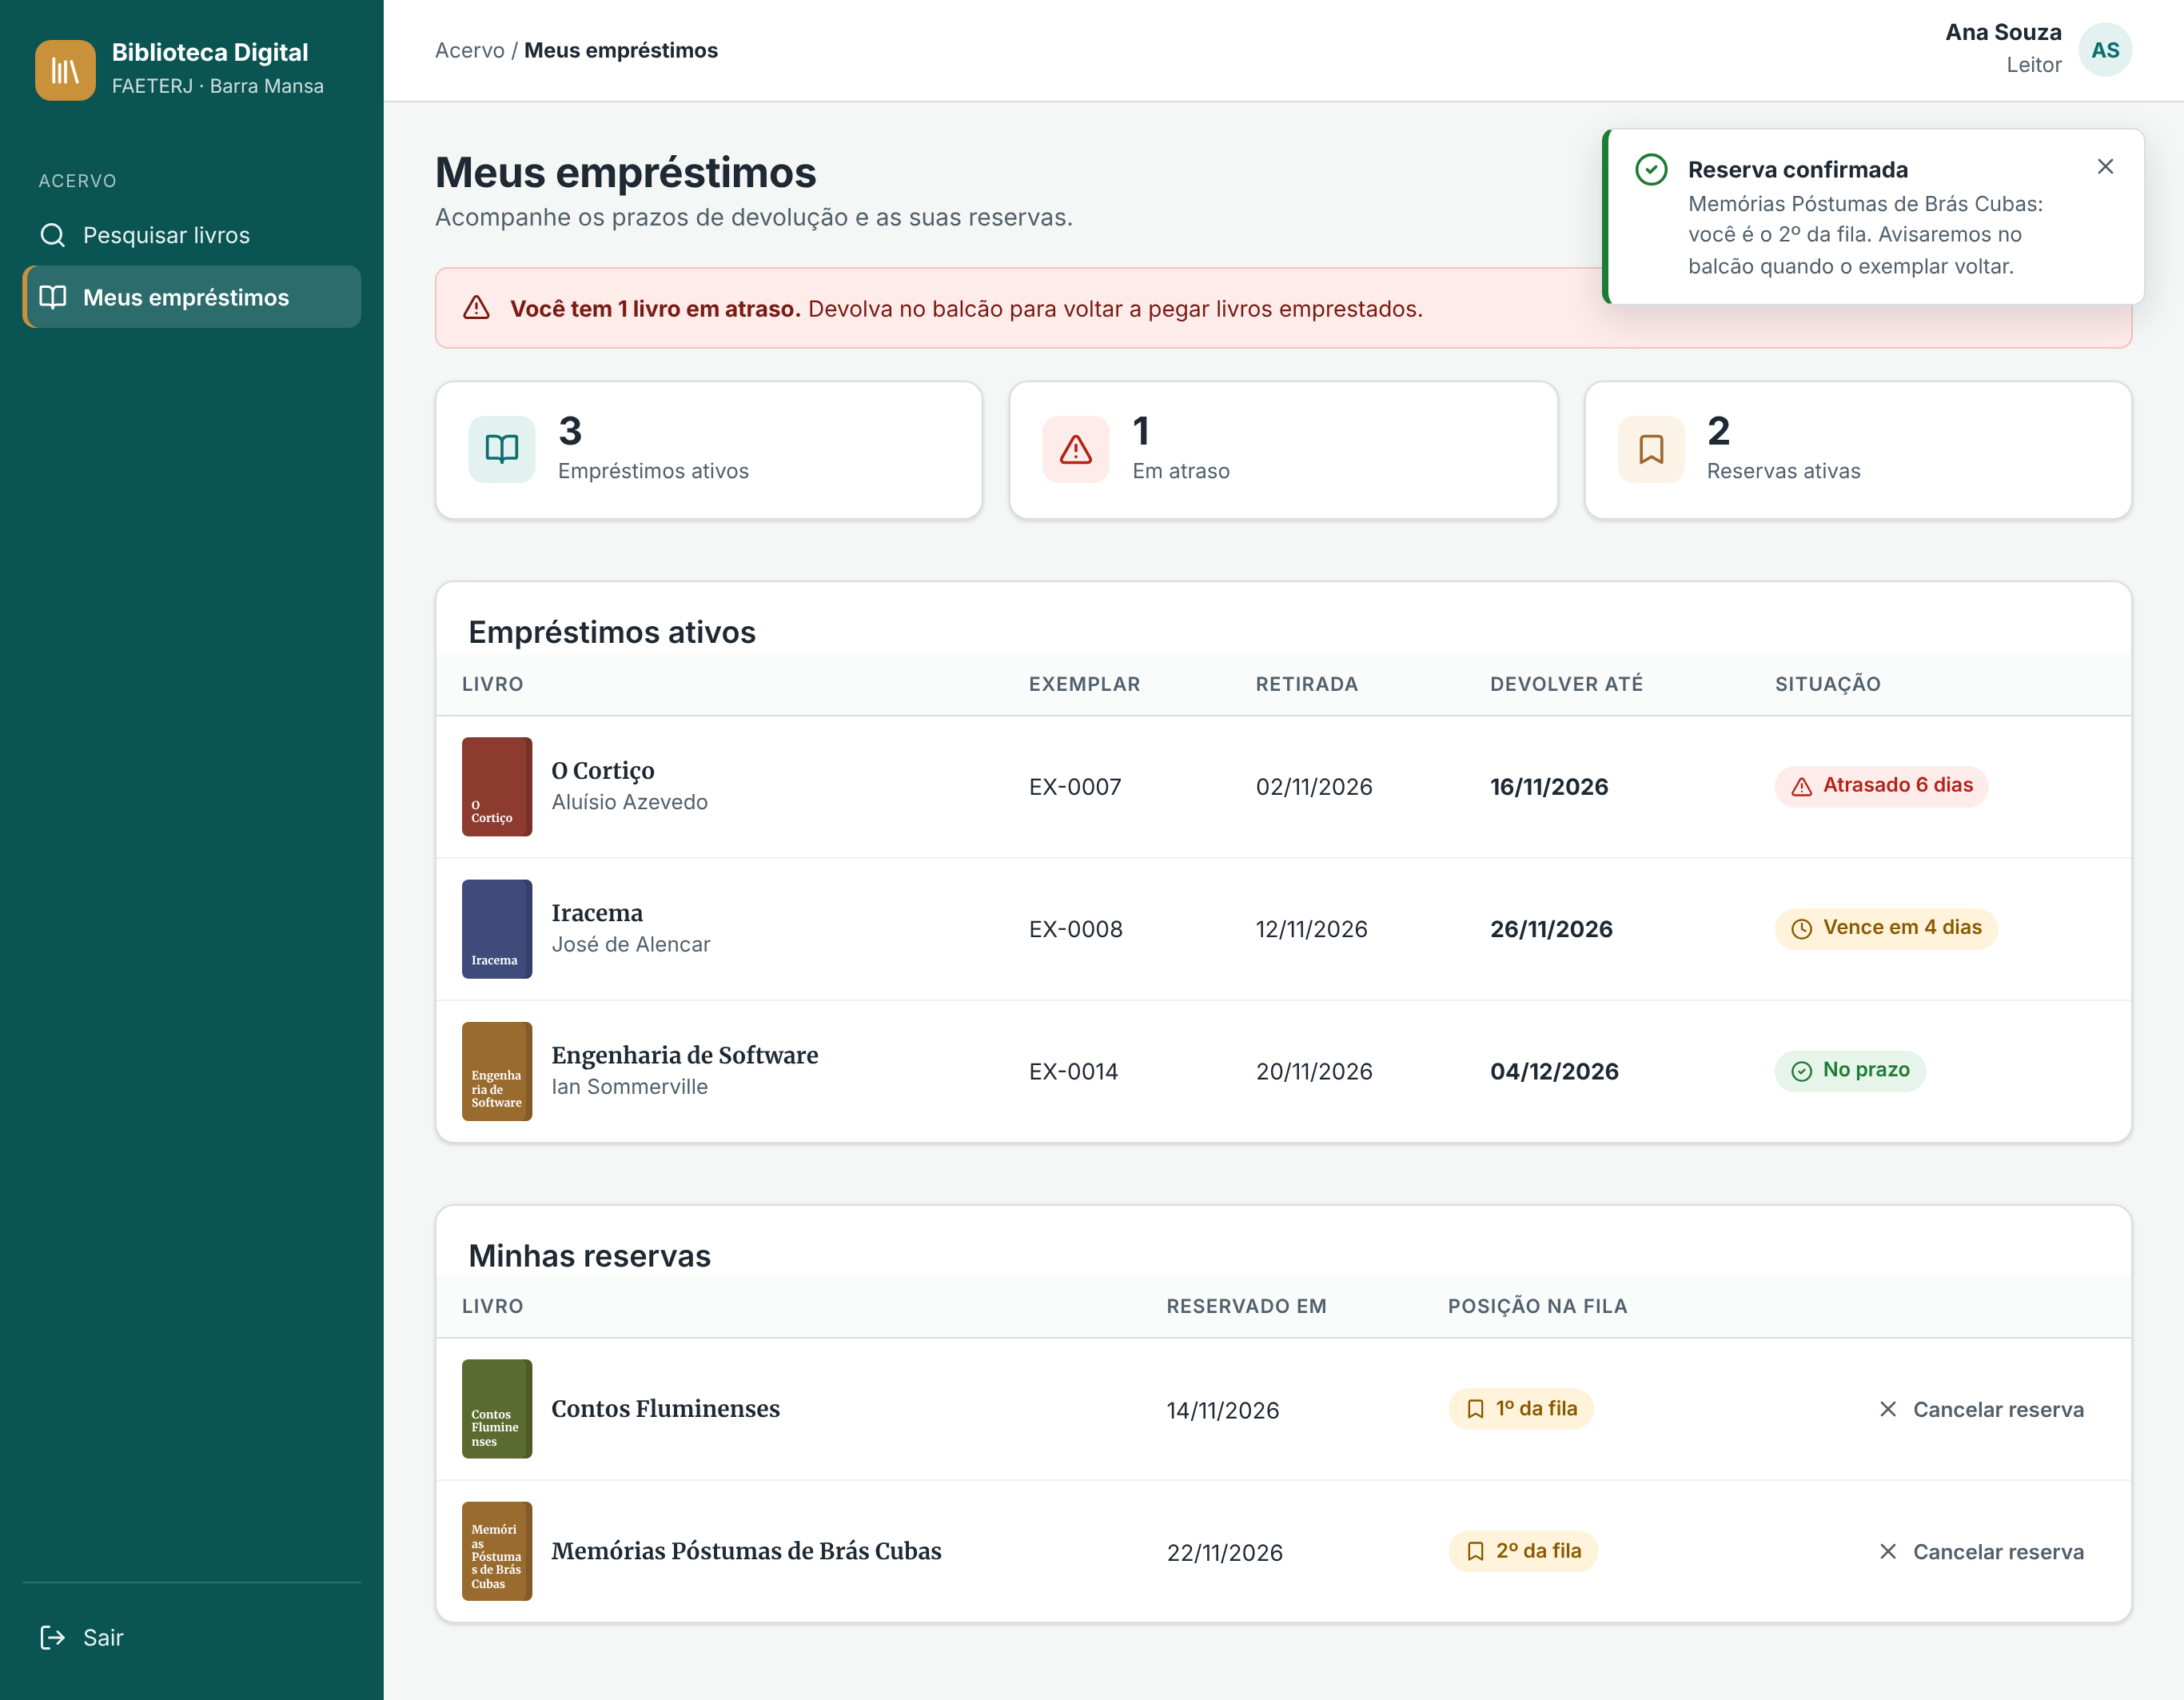 Biblioteca Digital
FAETERJ · Barra Mansa
ACERVO
Pesquisar livros
Meus empréstimos
Sair
Acervo / Meus empréstimos
Ana Souza
Leitor
AS
Meus empréstimos
Acompanhe os prazos de devolução e as suas reservas.
Reserva confirmada
Memórias Póstumas de Brás Cubas:
você é o 2º da fila. Avisaremos no
balcão quando o exemplar voltar.
Você tem 1 livro em atraso. Devolva no balcão para voltar a pegar livros emprestados.
3
Empréstimos ativos
1
Em atraso
2
Reservas ativas
Empréstimos ativos
LIVRO EXEMPLAR RETIRADA DEVOLVER ATÉ SITUAÇÃO
O
Cortiço
O Cortiço
Aluísio Azevedo
EX-0007 02/11/2026 16/11/2026 Atrasado 6 dias
Iracema
Iracema
José de Alencar
EX-0008 12/11/2026 26/11/2026 Vence em 4 dias
Engenha
ria de
Software
Engenharia de Software
Ian Sommerville
EX-0014 20/11/2026 04/12/2026 No prazo
Minhas reservas
LIVRO RESERVADO EM POSIÇÃO NA FILA
Contos
Flumine
nses
Contos Fluminenses 14/11/2026 1º da fila Cancelar reserva
Memóri
as
Póstuma
s de Brás
Cubas
Memórias Póstumas de Brás Cubas 22/11/2026 2º da fila Cancelar reserva